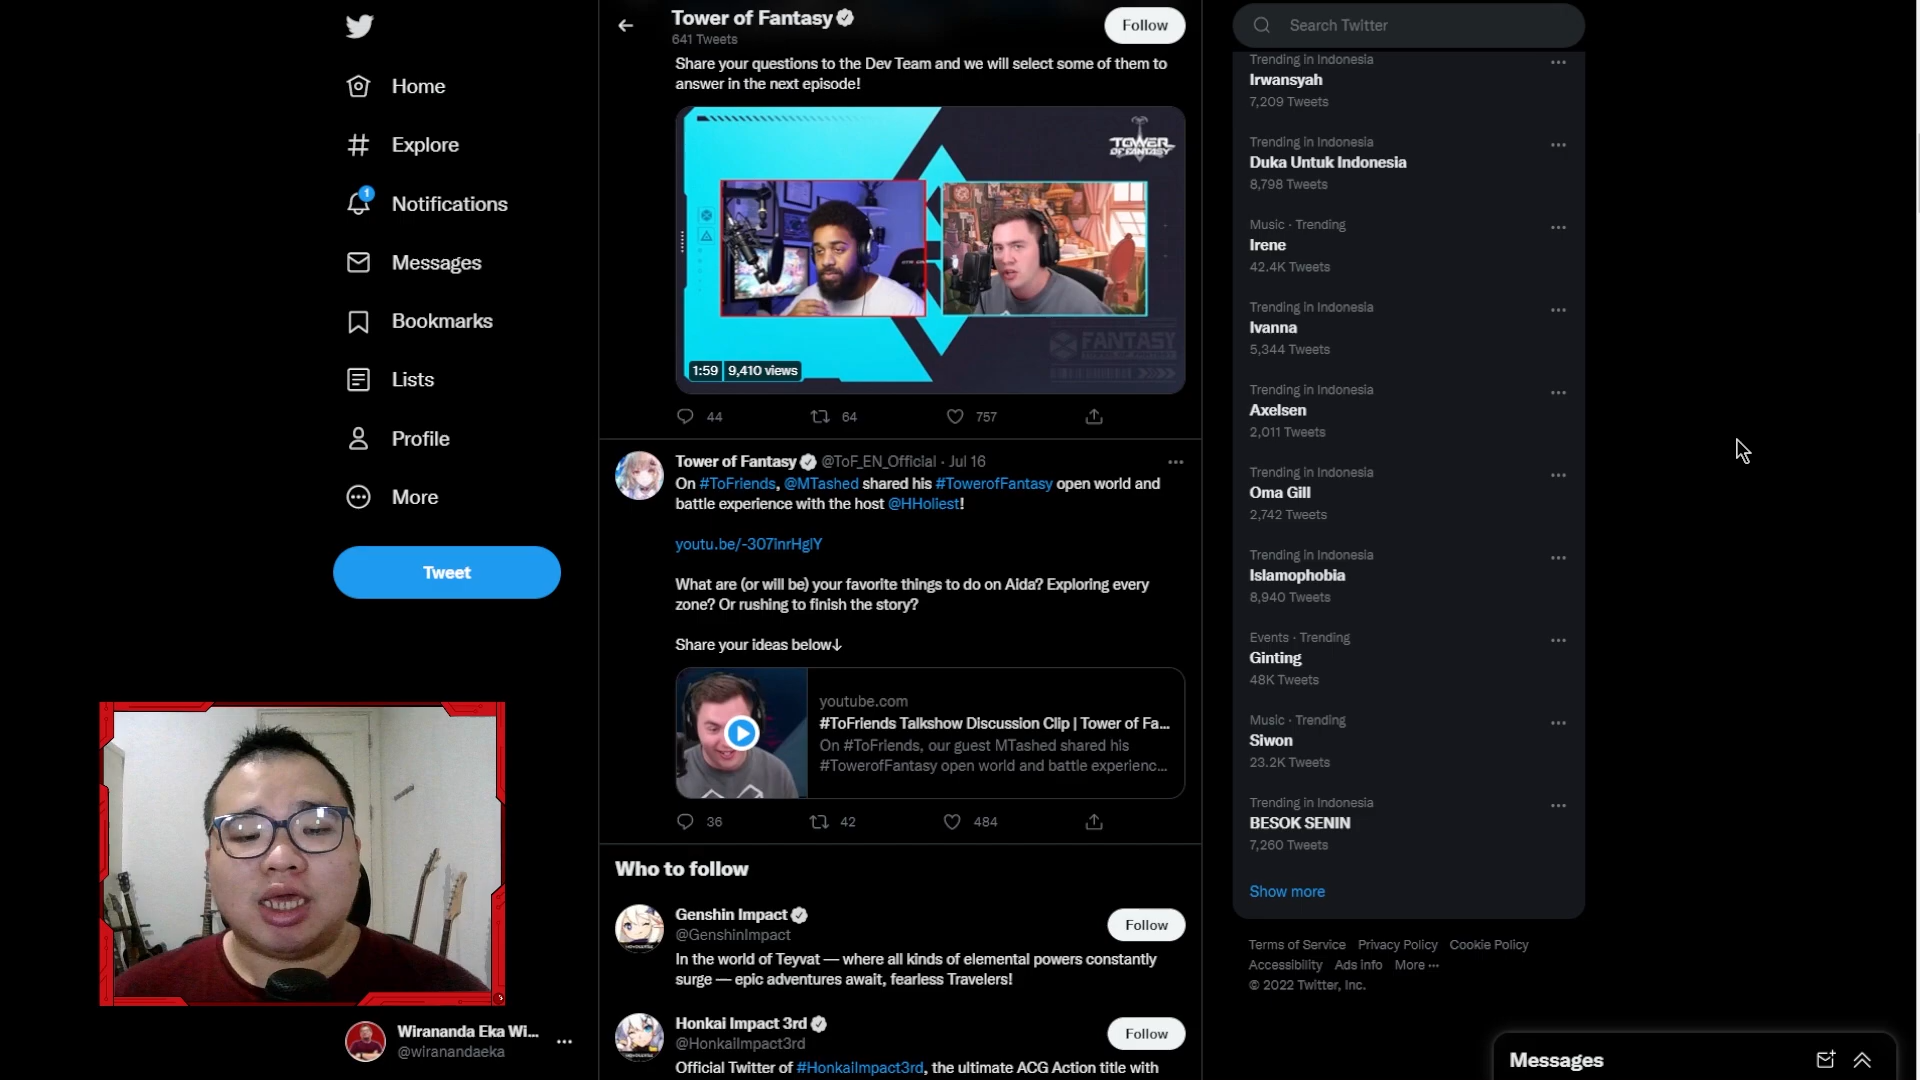 Home
Explore
1
Notifications
Messages
Bookmarks
Lists
Profile
More
Tweet
Wirananda Eka Wi...
@wiranandaeka
Tower of Fantasy
641 Tweets
Follow
Share your questions to the Dev Team and we will select some of them to
answer in the next episode!
TOWER
OF FANTASY
FANTASY
1:59
9,410 views
44
64
757
Tower of Fantasy @ToF_EN_Official · Jul 16
On #ToFriends, @MTashed shared his #TowerofFantasy open world and
battle experience with the host @HHoliest!
youtu.be/-307inrHglY
What are (or will be) your favorite things to do on Aida? Exploring every
zone? Or rushing to finish the story?
Share your ideas below↓
youtube.com
#ToFriends Talkshow Discussion Clip | Tower of Fa...
On #ToFriends, our guest MTashed shared his
#TowerofFantasy open world and battle experienc...
36
42
484
Who to follow
Genshin Impact
@GenshinImpact
Follow
In the world of Teyvat — where all kinds of elemental powers constantly
surge — epic adventures await, fearless Travelers!
Honkai Impact 3rd
@HonkaiImpact3rd
Follow
Official Twitter of #HonkaiImpact3rd, the ultimate ACG Action title with
Search Twitter
Trending in Indonesia
Irwansyah
7,209 Tweets
Trending in Indonesia
Duka Untuk Indonesia
8,798 Tweets
Music · Trending
Irene
42.4K Tweets
Trending in Indonesia
Ivanna
5,344 Tweets
Trending in Indonesia
Axelsen
2,011 Tweets
Trending in Indonesia
Oma Gill
2,742 Tweets
Trending in Indonesia
Islamophobia
8,940 Tweets
Events · Trending
Ginting
48K Tweets
Music · Trending
Siwon
23.2K Tweets
Trending in Indonesia
BESOK SENIN
7,260 Tweets
Show more
Terms of Service Privacy Policy Cookie Policy
Accessibility Ads info More ···
© 2022 Twitter, Inc.
Messages